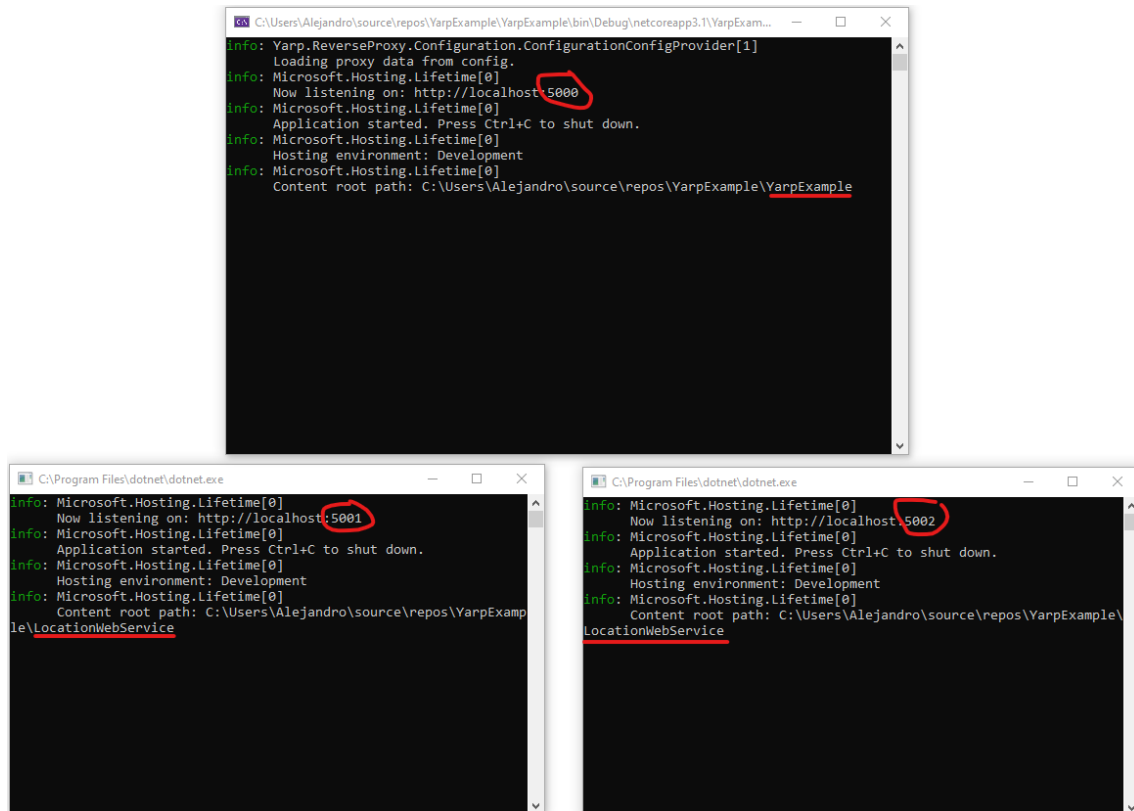 C:\Users\Alejandro\source\repos\YarpExample\YarpExample\bin\Debug\netcoreapp3.1\YarpExam...
info: Yarp.ReverseProxy.Configuration.ConfigurationConfigProvider[1]
Loading proxy data from config.
info: Microsoft.Hosting.Lifetime[0]
Now listening on: http://localhost:5000
info: Microsoft.Hosting.Lifetime[0]
Application started. Press Ctrl+C to shut down.
info: Microsoft.Hosting.Lifetime[0]
Hosting environment: Development
info: Microsoft.Hosting.Lifetime[0]
Content root path: C:\Users\Alejandro\source\repos\YarpExample\YarpExample
C:\Program Files\dotnet\dotnet.exe
info: Microsoft.Hosting.Lifetime[0]
Now listening on: http://localhost:5001
info: Microsoft.Hosting.Lifetime[0]
Application started. Press Ctrl+C to shut down.
info: Microsoft.Hosting.Lifetime[0]
Hosting environment: Development
info: Microsoft.Hosting.Lifetime[0]
Content root path: C:\Users\Alejandro\source\repos\YarpExamp
le\LocationWebService
C:\Program Files\dotnet\dotnet.exe
info: Microsoft.Hosting.Lifetime[0]
Now listening on: http://localhost:5002
info: Microsoft.Hosting.Lifetime[0]
Application started. Press Ctrl+C to shut down.
info: Microsoft.Hosting.Lifetime[0]
Hosting environment: Development
info: Microsoft.Hosting.Lifetime[0]
Content root path: C:\Users\Alejandro\source\repos\YarpExample\
LocationWebService